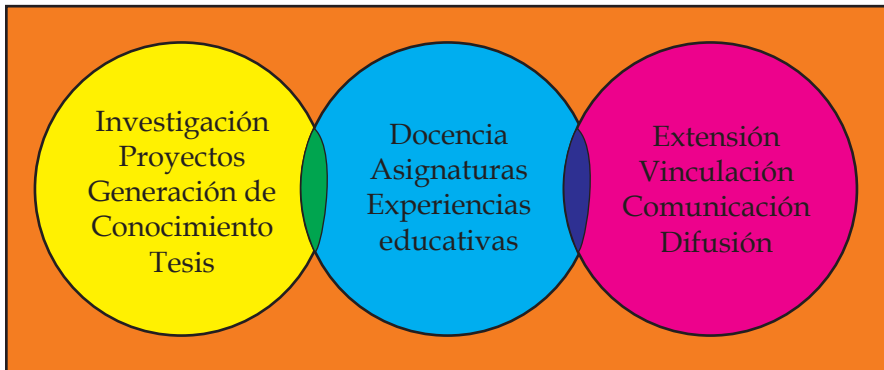 Investigación
Proyectos
Generación de
Conocimiento
Tesis
Docencia
Asignaturas
Experiencias
educativas
Extensión
Vinculación
Comunicación
Difusión